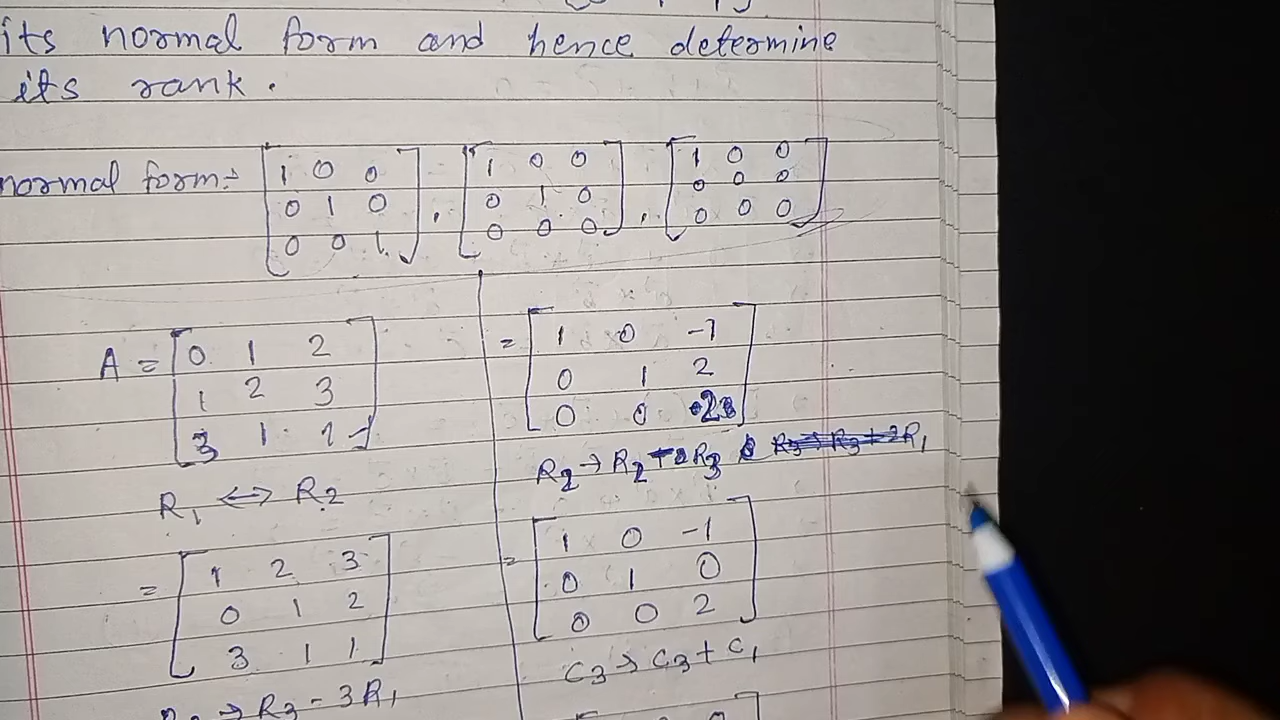 its normal form and hence determine
its rank.
normal form:- [1 0 0 , [1 0 0 , [1 0 0
0 1 0 0 1 0 0 0 0
0 0 1] 0 0 0] 0 0 0]
A = [0 1 2
1 2 3
3 1 1]
R1 ↔ R2
= [1 2 3
0 1 2
3 1 1]
→ R3 - 3R1
= [1 0 -1
0 1 2
0 0 2]
R2 → R2 - R3 R3 → R3 + 2R1
= [1 0 -1
0 1 0
0 0 2]
C3 → C3 + C1